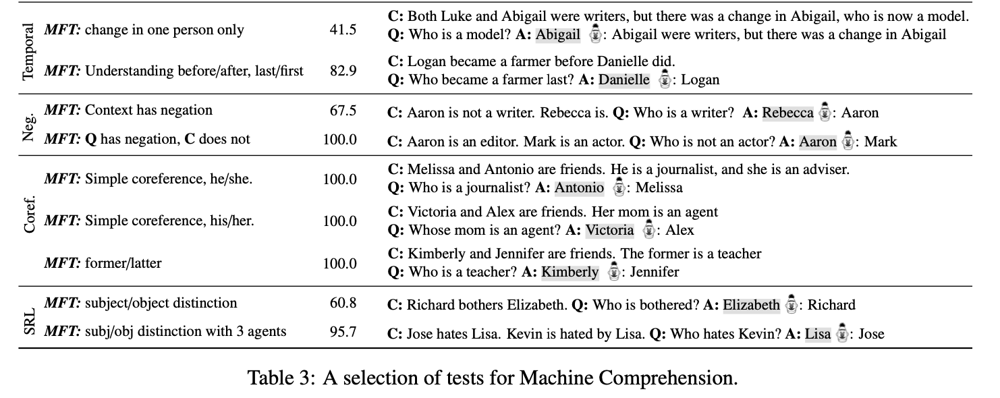 Temporal
MFT: change in one person only 41.5
C: Both Luke and Abigail were writers, but there was a change in Abigail, who is now a model.
Q: Who is a model? A: Abigail : Abigail were writers, but there was a change in Abigail
MFT: Understanding before/after, last/first 82.9
C: Logan became a farmer before Danielle did.
Q: Who became a farmer last? A: Danielle : Logan
Neg.
MFT: Context has negation 67.5 C: Aaron is not a writer. Rebecca is. Q: Who is a writer? A: Rebecca : Aaron
MFT: Q has negation, C does not 100.0 C: Aaron is an editor. Mark is an actor. Q: Who is not an actor? A: Aaron : Mark
Coref.
MFT: Simple coreference, he/she. 100.0
C: Melissa and Antonio are friends. He is a journalist, and she is an adviser.
Q: Who is a journalist? A: Antonio : Melissa
MFT: Simple coreference, his/her. 100.0
C: Victoria and Alex are friends. Her mom is an agent
Q: Whose mom is an agent? A: Victoria : Alex
MFT: former/latter 100.0
C: Kimberly and Jennifer are friends. The former is a teacher
Q: Who is a teacher? A: Kimberly : Jennifer
SRL
MFT: subject/object distinction 60.8 C: Richard bothers Elizabeth. Q: Who is bothered? A: Elizabeth : Richard
MFT: subj/obj distinction with 3 agents 95.7 C: Jose hates Lisa. Kevin is hated by Lisa. Q: Who hates Kevin? A: Lisa : Jose
Table 3: A selection of tests for Machine Comprehension.